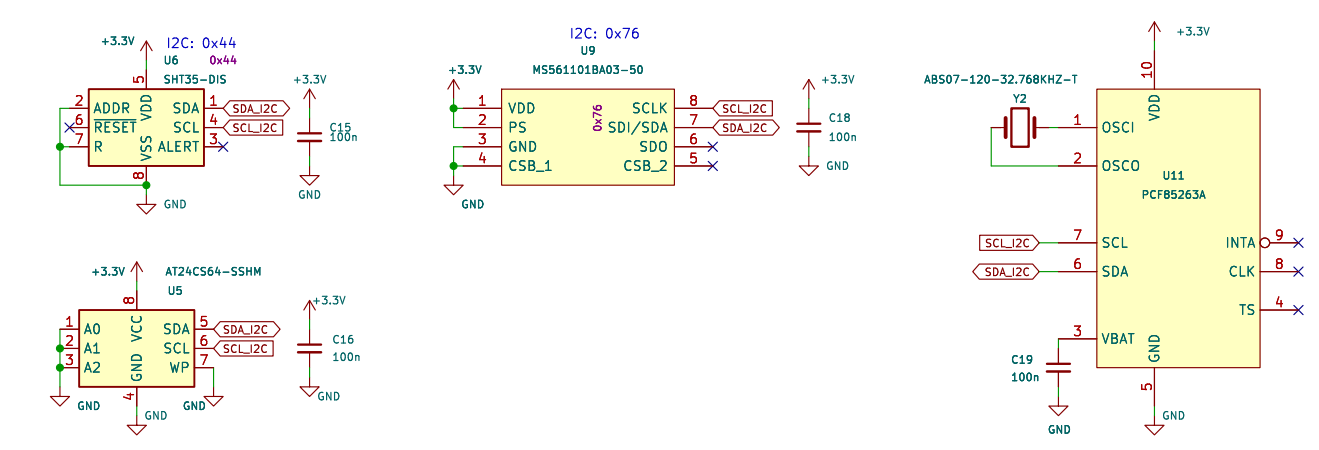 I2C: 0x44
+3.3V
U6
0x44
SHT35-DIS
5
VDD
2
ADDR
6
RESET
7
R
SDA
1
SDA_I2C
SCL
4
SCL_I2C
ALERT
3
VSS
8
GND
+3.3V
C15
100n
GND
I2C: 0x76
U9
MS561101BA03-50
+3.3V
1
VDD
2
PS
3
GND
4
CSB_1
0x76
SCLK
8
SCL_I2C
SDI/SDA
7
SDA_I2C
SDO
6
CSB_2
5
GND
+3.3V
C18
100n
GND
+3.3V
AT24CS64-SSHM
U5
8
VCC
1
A0
2
A1
3
A2
SDA
5
SDA_I2C
SCL
6
SCL_I2C
WP
7
GND
4
GND
GND
GND
+3.3V
C16
100n
GND
+3.3V
ABS07-120-32.768KHZ-T
Y2
10
VDD
1
OSCI
2
OSCO
U11
PCF85263A
SCL_I2C
7
SCL
SDA_I2C
6
SDA
INTA
9
CLK
8
TS
4
3
VBAT
C19
100n
GND
GND
5
GND